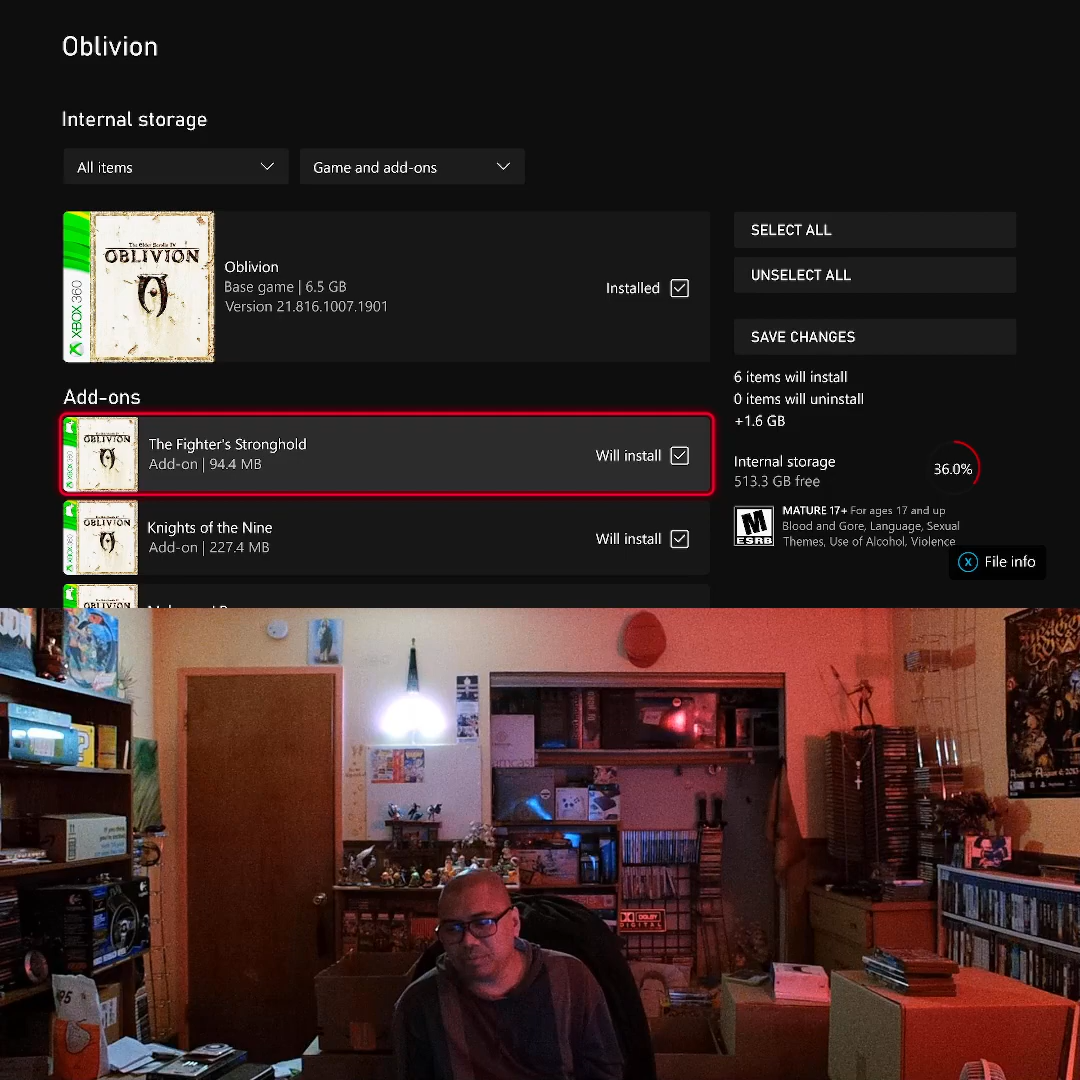 Oblivion
Internal storage
All items
Game and add-ons
The Elder Scrolls IV
OBLIVION
XBOX 360
Oblivion
Base game | 6.5 GB
Version 21.816.1007.1901
Installed
SELECT ALL
UNSELECT ALL
SAVE CHANGES
6 items will install
0 items will uninstall
+1.6 GB
Internal storage
513.3 GB free
36.0%
M
ESRB
MATURE 17+ For ages 17 and up
Blood and Gore, Language, Sexual
Themes, Use of Alcohol, Violence
X File info
Add-ons
OBLIVION
XBOX 360
The Fighter's Stronghold
Add-on | 94.4 MB
Will install
OBLIVION
XBOX 360
Knights of the Nine
Add-on | 227.4 MB
Will install
OBLIVION
DOLBY
DIGITAL